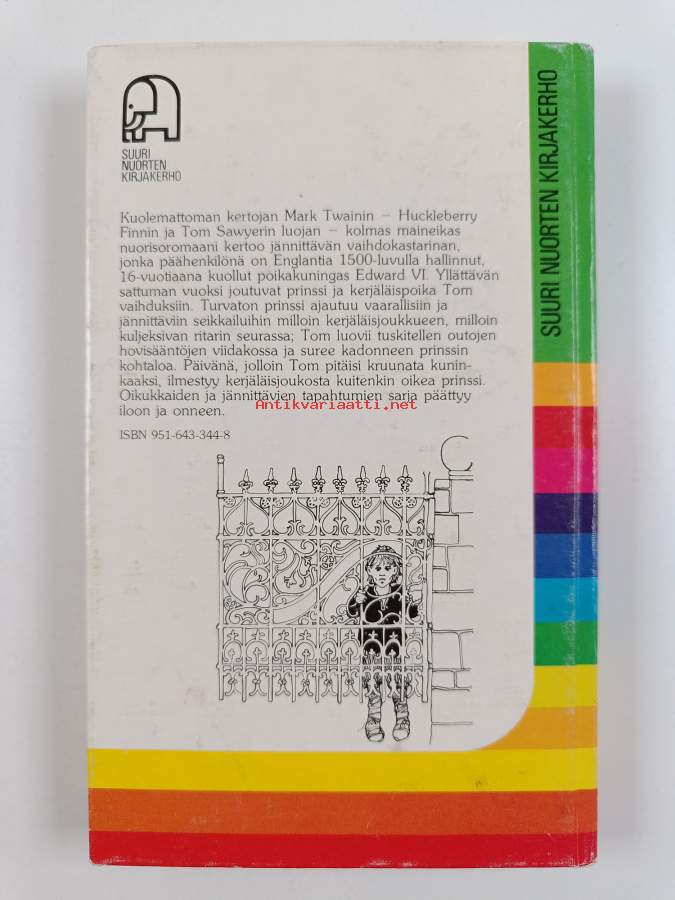 SUURI
NUORTEN
KIRJAKERHO
SUURI NUORTEN KIRJAKERHO
Kuolemattoman kertojan Mark Twainin – Huckleberry
Finnin ja Tom Sawyerin luojan – kolmas maineikas
nuorisoromaani kertoo jännittävän vaihdokastarinan,
jonka päähenkilönä on Englantia 1500-luvulla hallinnut,
16-vuotiaana kuollut poikakuningas Edward VI. Yllättävän
sattuman vuoksi joutuvat prinssi ja kerjäläispoika Tom
vaihduksiin. Turvaton prinssi ajautuu vaarallisiin ja
jännittäviin seikkailuihin milloin kerjäläisjoukkueen, milloin
kuljeksivan ritarin seurassa; Tom luovii tuskitellen outojen
hovisääntöjen viidakossa ja suree kadonneen prinssin
kohtaloa. Päivänä, jolloin Tom pitäisi kruunata kunin-
kaaksi, ilmestyy kerjäläisjoukosta kuitenkin oikea prinssi.
Oikukkaiden ja jännittävien tapahtumien sarja päättyy
iloon ja onneen.
Antikvariaatti.net
ISBN 951-643-344-8